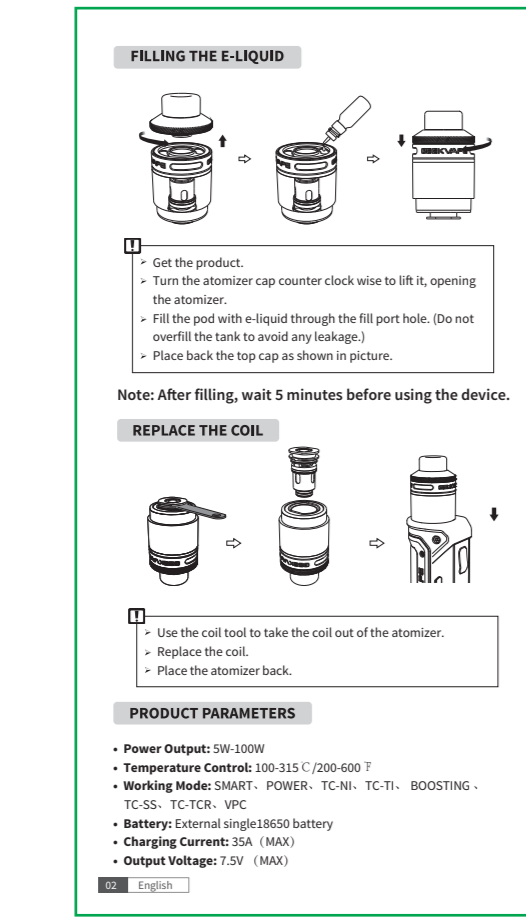 FILLING THE E-LIQUID
GEEKVAPE
➢ Get the product.
➢ Turn the atomizer cap counter clock wise to lift it, opening
the atomizer.
➢ Fill the pod with e-liquid through the fill port hole. (Do not
overfill the tank to avoid any leakage.)
➢ Place back the top cap as shown in picture.
Note: After filling, wait 5 minutes before using the device.
REPLACE THE COIL
➢ Use the coil tool to take the coil out of the atomizer.
➢ Replace the coil.
➢ Place the atomizer back.
PRODUCT PARAMETERS
• Power Output: 5W-100W
• Temperature Control: 100-315℃/200-600℉
• Working Mode: SMART、POWER、TC-NI、TC-TI、 BOOSTING 、
TC-SS、TC-TCR、VPC
• Battery: External single18650 battery
• Charging Current: 35A（MAX）
• Output Voltage: 7.5V （MAX）
02 English